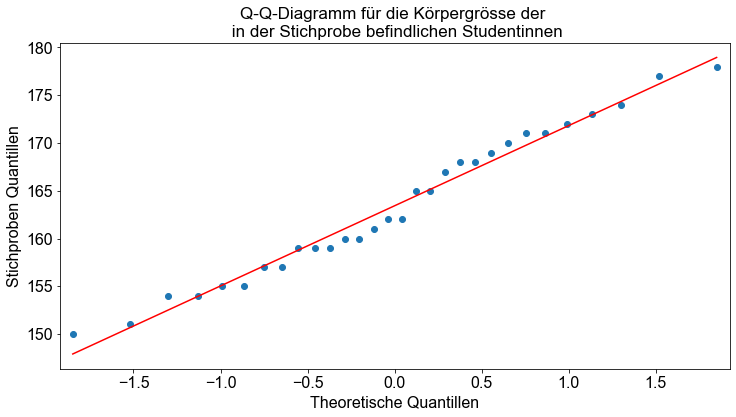 Q-Q-Diagramm für die Körpergrösse der
in der Stichprobe befindlichen Studentinnen
180
175
170
165
160
155
150
Stichproben Quantillen
−1.5 −1.0 −0.5 0.0 0.5 1.0 1.5
Theoretische Quantillen